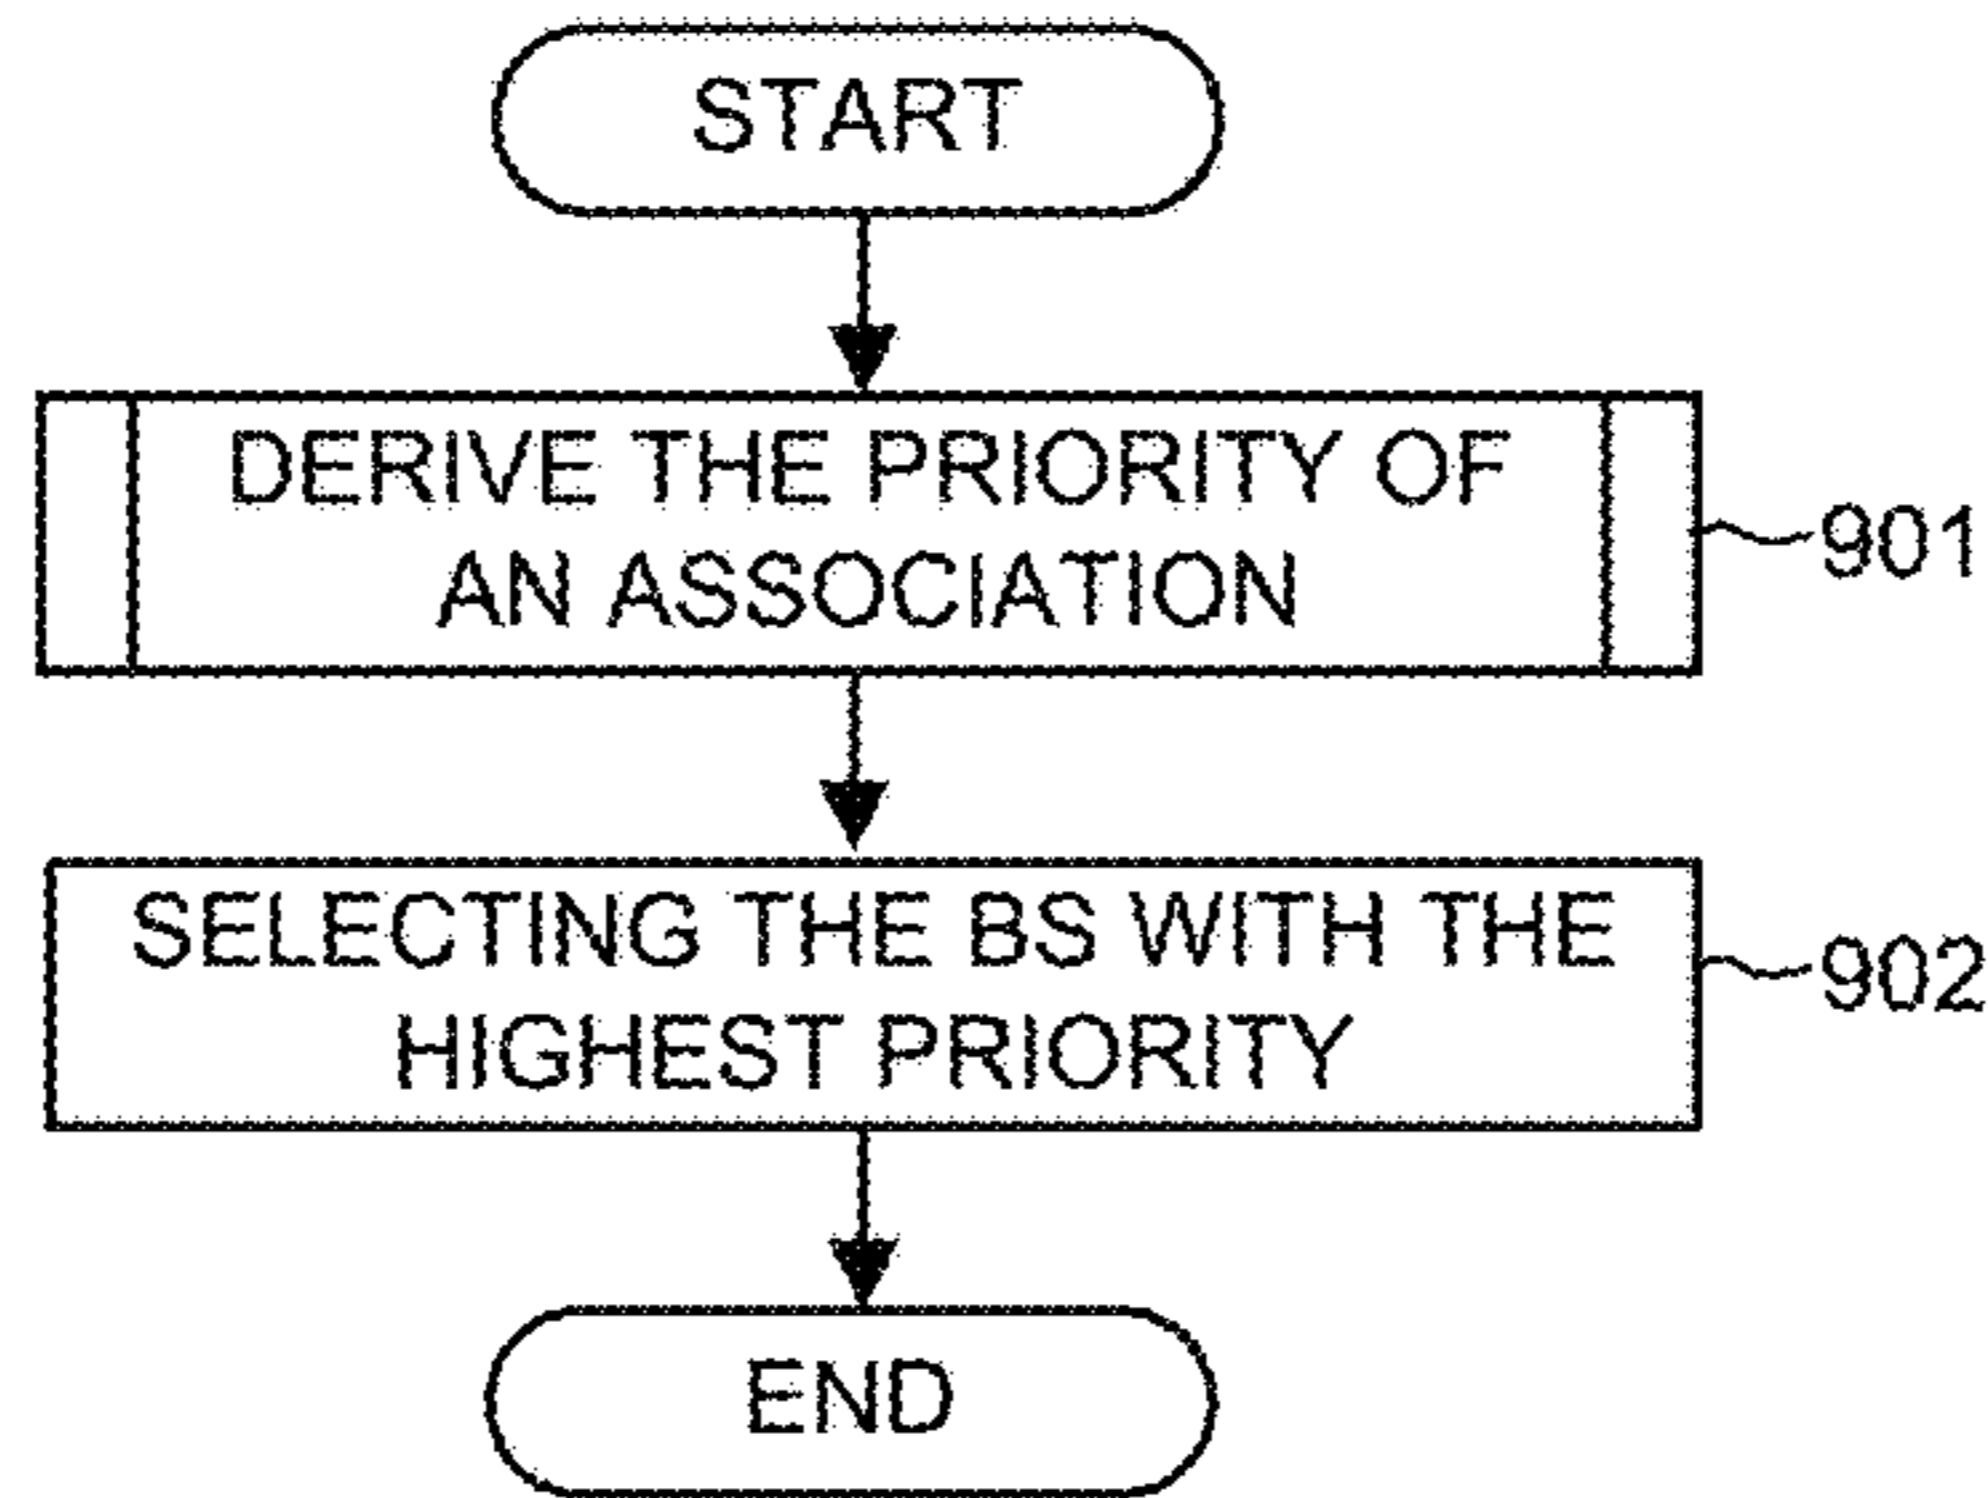 START
DERIVE THE PRIORITY OF
AN ASSOCIATION
901
SELECTING THE BS WITH THE
HIGHEST PRIORITY
902
END